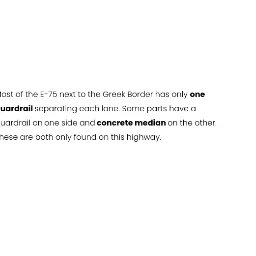 ost of the E-75 next to the Greek Border has only one
uardrail separating each lane. Some parts have a
uardrail on one side and concrete median on the other.
hese are both only found on this highway.